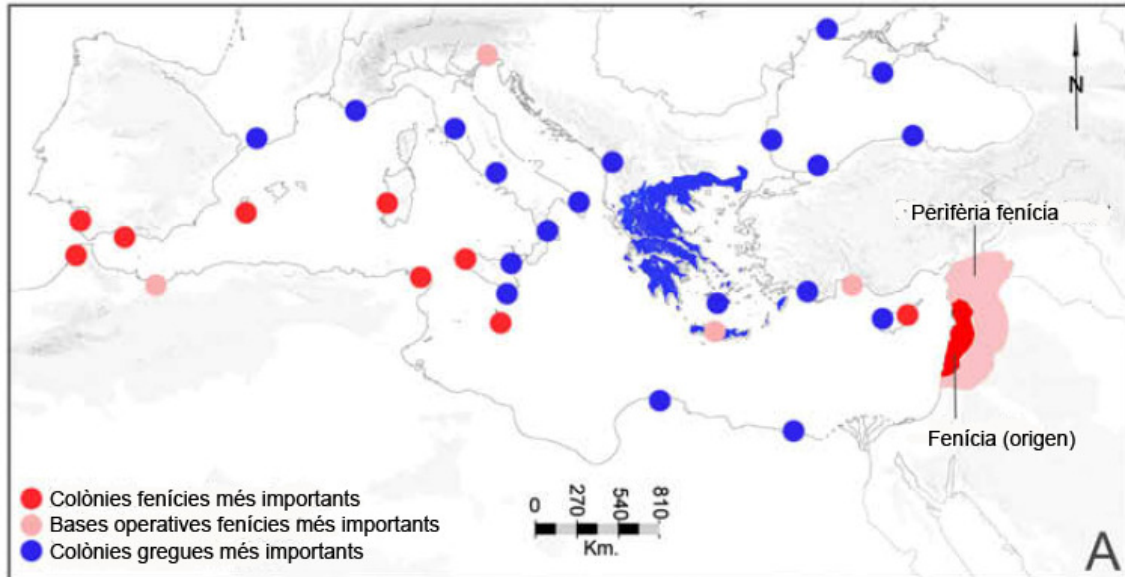 N
Perifèria fenícia
Fenícia (origen)
Colònies fenícies més importants
Bases operatives fenícies més importants
Colònies gregues més importants
0
270
540
810
Km.
A